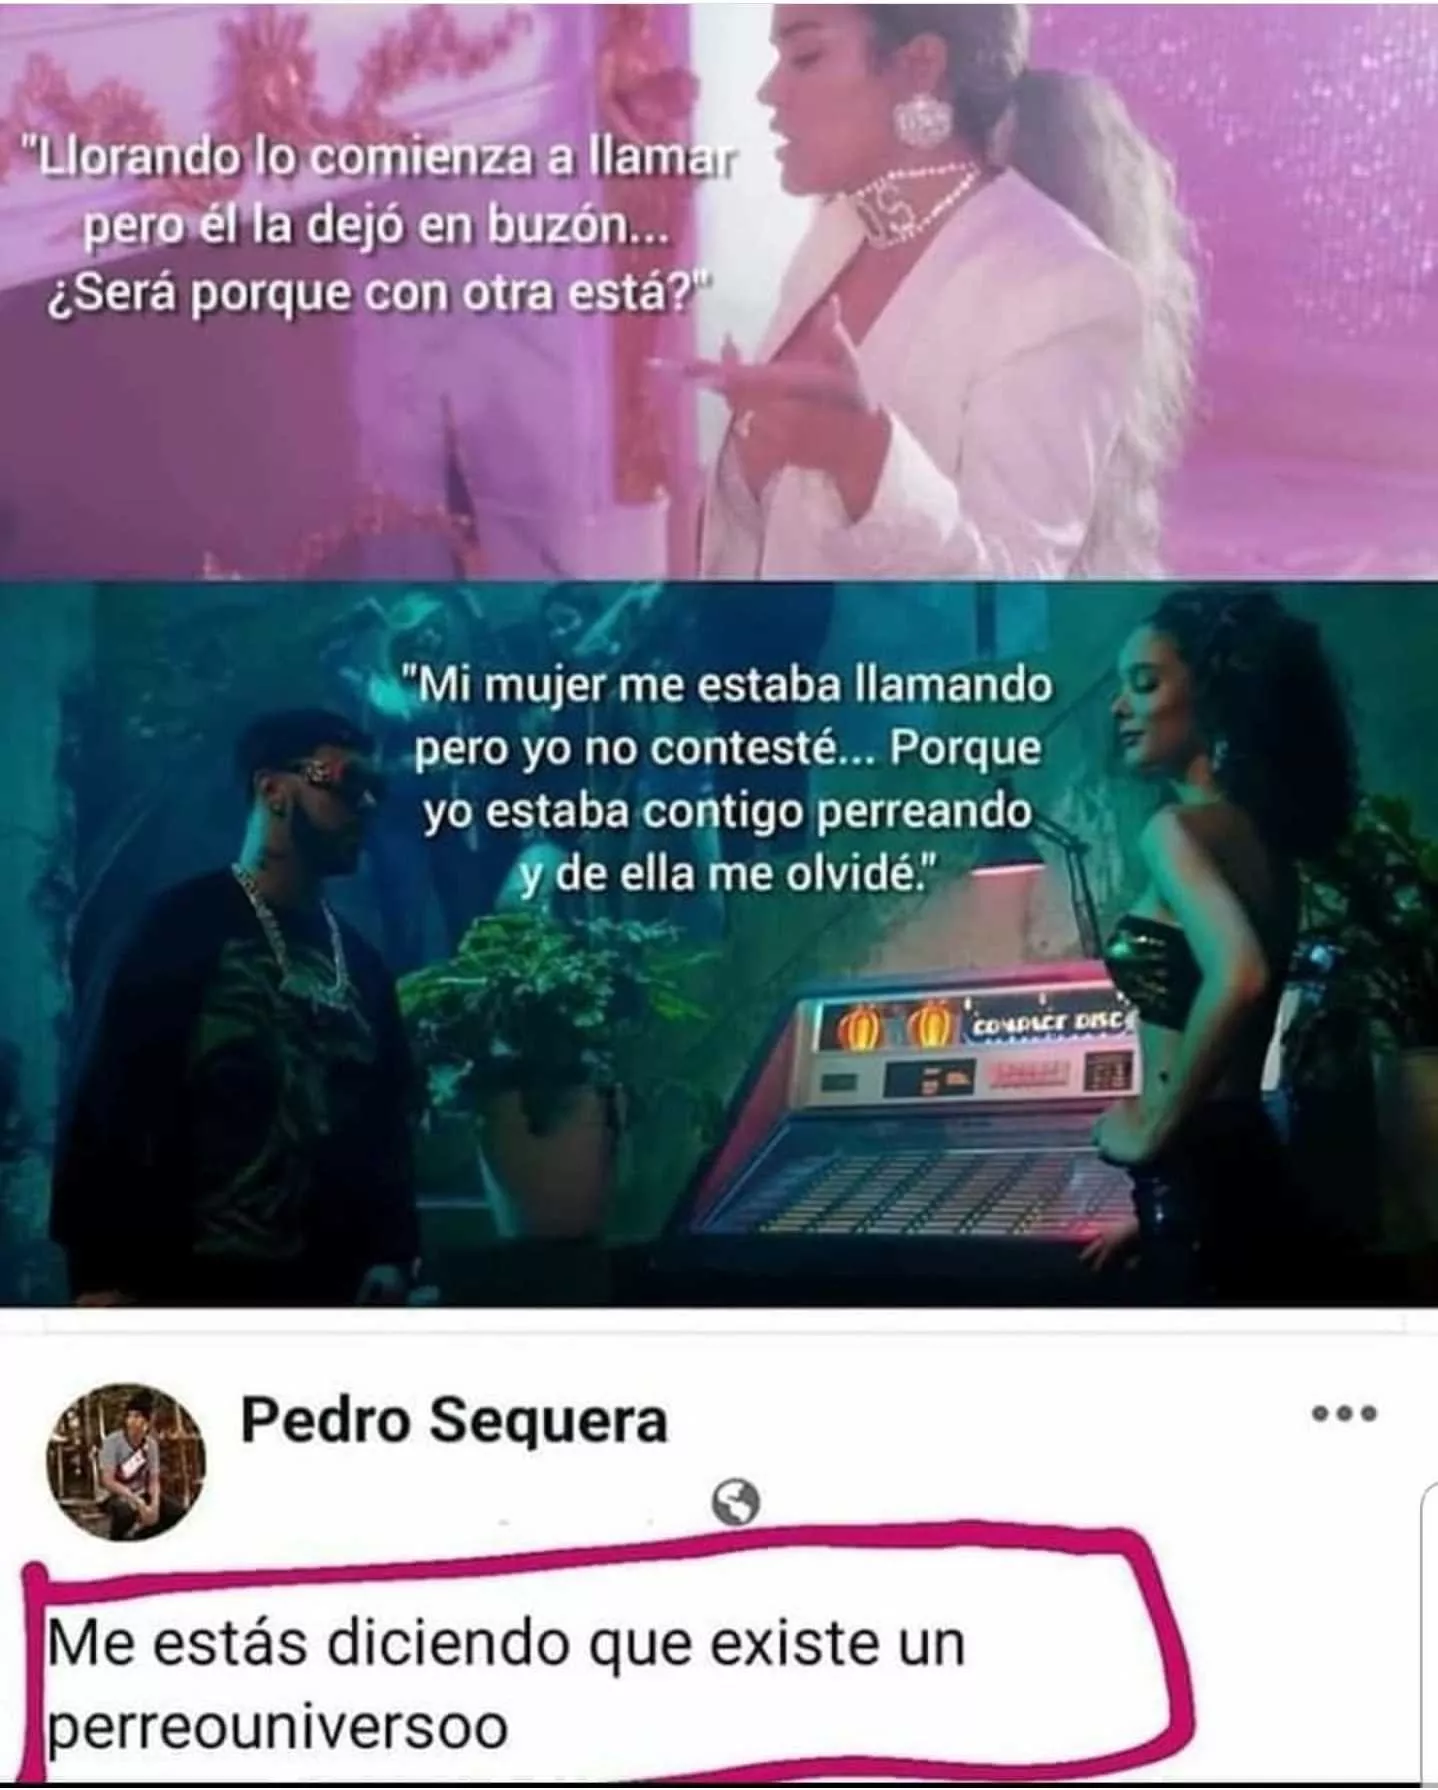 "Llorando lo comienza a llamar
pero él la dejó en buzón...
¿Será porque con otra está?"
"Mi mujer me estaba llamando
pero yo no contesté... Porque
yo estaba contigo perreando
y de ella me olvidé."
COMPACT DISC
Pedro Sequera
Me estás diciendo que existe un
perreouniversoo